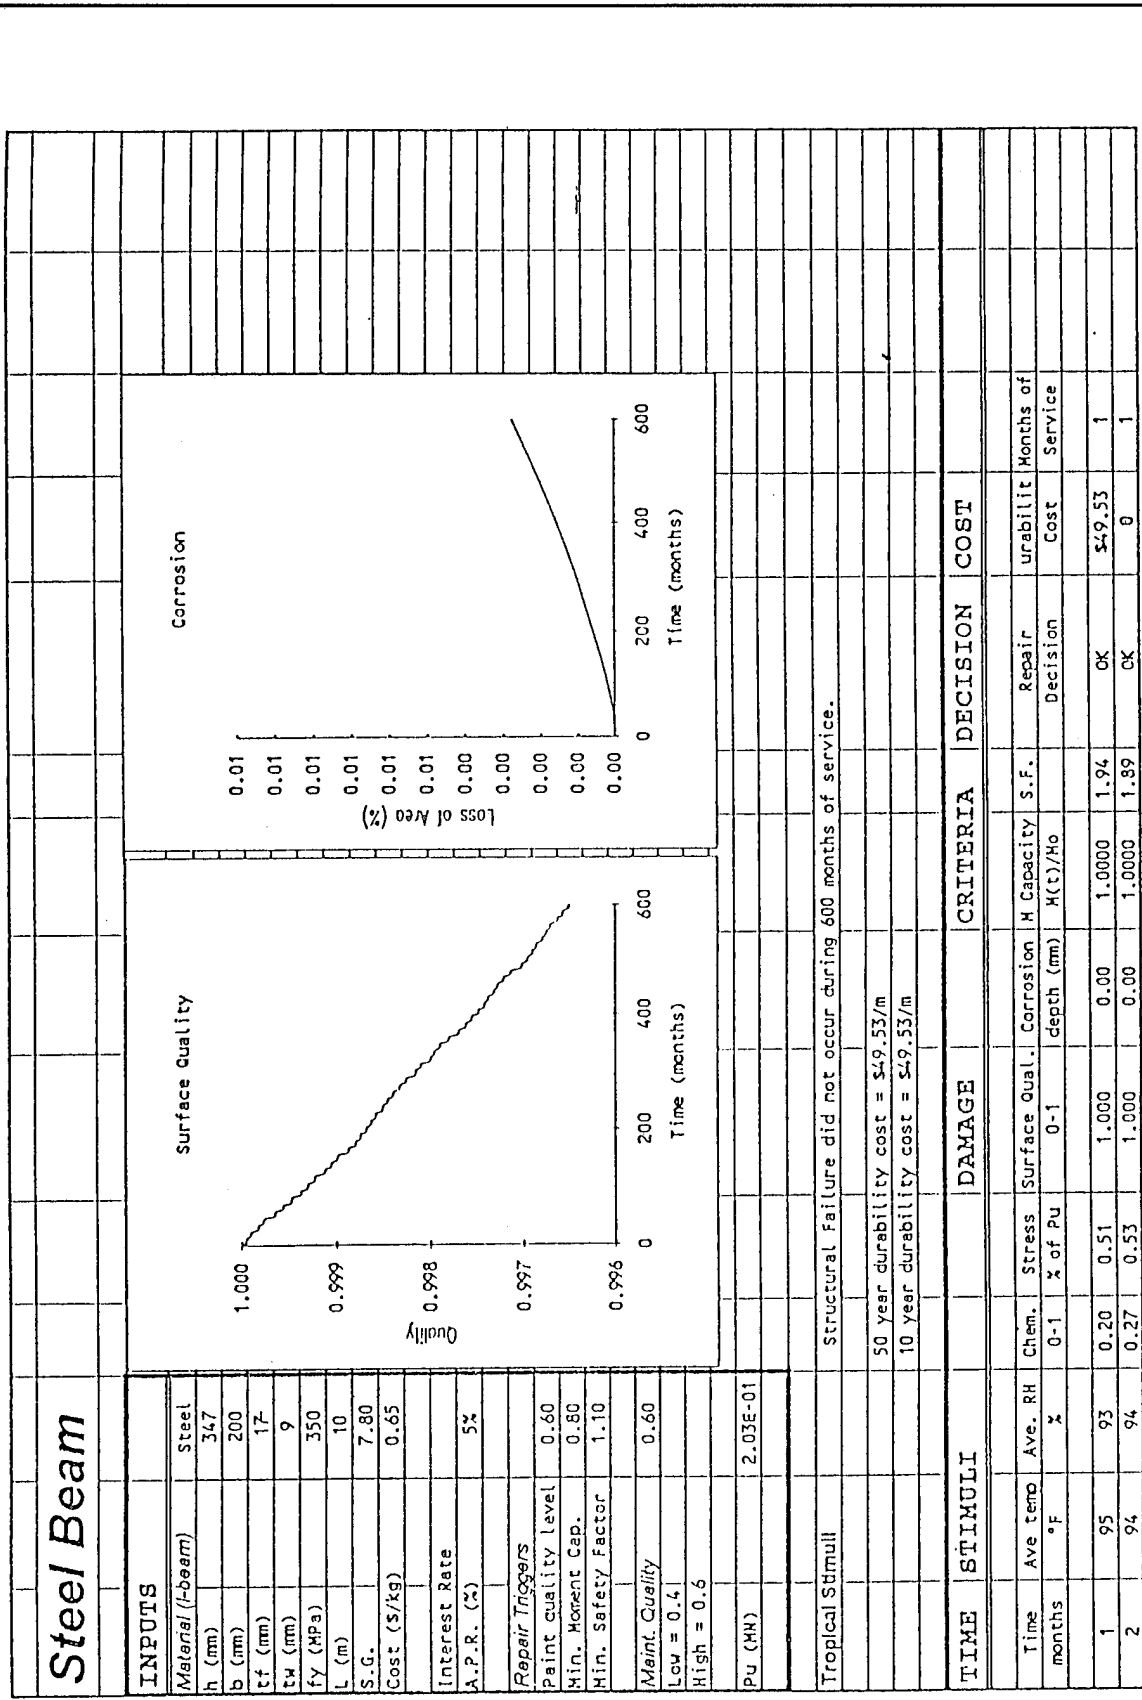 Steel Beam
INPUTS
Material (I-beam) Steel
h (mm) 347
b (mm) 200
tf (mm) 17
tw (mm) 9
fy (MPa) 350
L (m) 10
S.G. 7.80
Cost ($/kg) 0.65
Interest Rate
A.P.R. (%) 5%
Repair Triggers
Paint quality level 0.60
Min. Moment Cap. 0.80
Min. Safety Factor 1.10
Maint. Quality 0.60
Low = 0.4
High = 0.6
Pu (MN) 2.03E-01
Surface Quality
Quality
1.000
0.999
0.998
0.997
0.996
0 200 400 600
Time (months)
Corrosion
Loss of Area (%)
0.01
0.01
0.01
0.01
0.01
0.01
0.00
0.00
0.00
0.00
0.00
0 200 400 600
Time (months)
Tropical Stimuli Structural Failure did not occur during 600 months of service.
50 year durability cost = $49.53/m
10 year durability cost = $49.53/m
TIME STIMULI DAMAGE CRITERIA DECISION COST
Time Ave temp Ave. RH Chem. Stress Surface Qual. Corrosion M Capacity S.F. Repair urabilit Months of
months °F % 0-1 % of Pu 0-1 depth (mm) M(t)/Mo Decision Cost Service
1 95 93 0.20 0.51 1.000 0.00 1.0000 1.94 OK $49.53 1
2 94 94 0.27 0.53 1.000 0.00 1.0000 1.89 OK 0 1